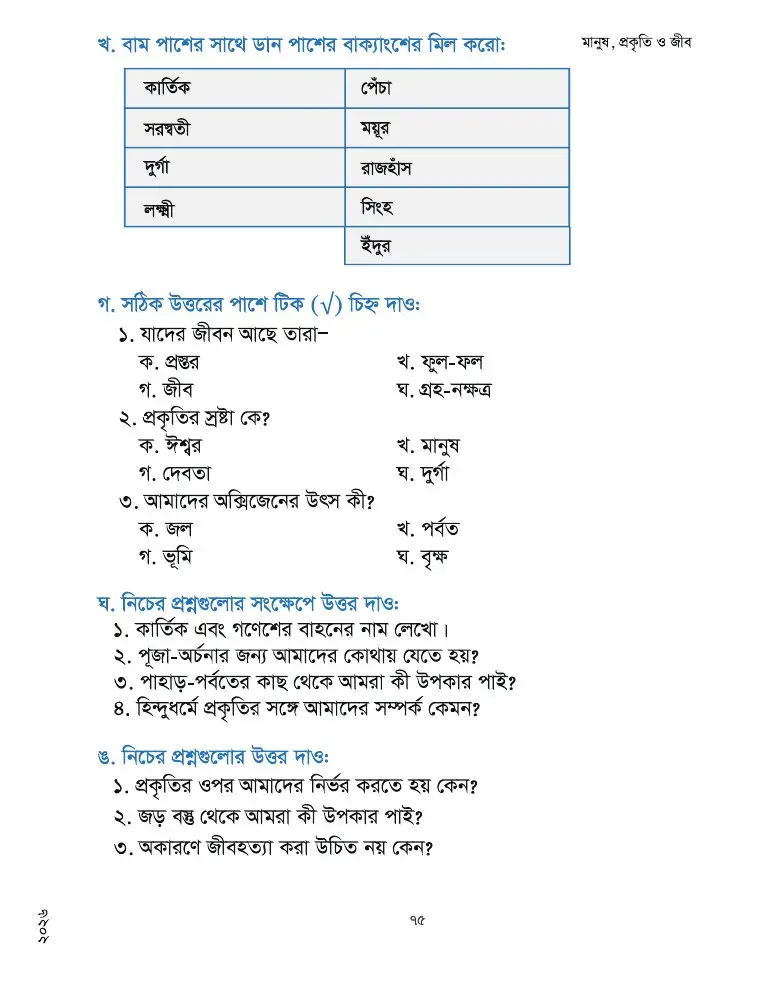 খ. বাম পাশের সাথে ডান পাশের বাক্যাংশের মিল করো:
মানুষ, প্রকৃতি ও জীব
কার্তিক পেঁচা
সরস্বতী ময়ূর
দুর্গা রাজহাঁস
লক্ষ্মী সিংহ
ইঁদুর
গ. সঠিক উত্তরের পাশে টিক (√) চিহ্ন দাও:
১. যাদের জীবন আছে তারা–
ক. প্রস্তর খ. ফুল-ফল
গ. জীব ঘ. গ্রহ-নক্ষত্র
২. প্রকৃতির স্রষ্টা কে?
ক. ঈশ্বর খ. মানুষ
গ. দেবতা ঘ. দুর্গা
৩. আমাদের অক্সিজেনের উৎস কী?
ক. জল খ. পর্বত
গ. ভূমি ঘ. বৃক্ষ
ঘ. নিচের প্রশ্নগুলোর সংক্ষেপে উত্তর দাও:
১. কার্তিক এবং গণেশের বাহনের নাম লেখো।
২. পূজা-অর্চনার জন্য আমাদের কোথায় যেতে হয়?
৩. পাহাড়-পর্বতের কাছ থেকে আমরা কী উপকার পাই?
৪. হিন্দুধর্মে প্রকৃতির সঙ্গে আমাদের সম্পর্ক কেমন?
ঙ. নিচের প্রশ্নগুলোর উত্তর দাও:
১. প্রকৃতির ওপর আমাদের নির্ভর করতে হয় কেন?
২. জড় বস্তু থেকে আমরা কী উপকার পাই?
৩. অকারণে জীবহত্যা করা উচিত নয় কেন?
৭৫
২০২৬